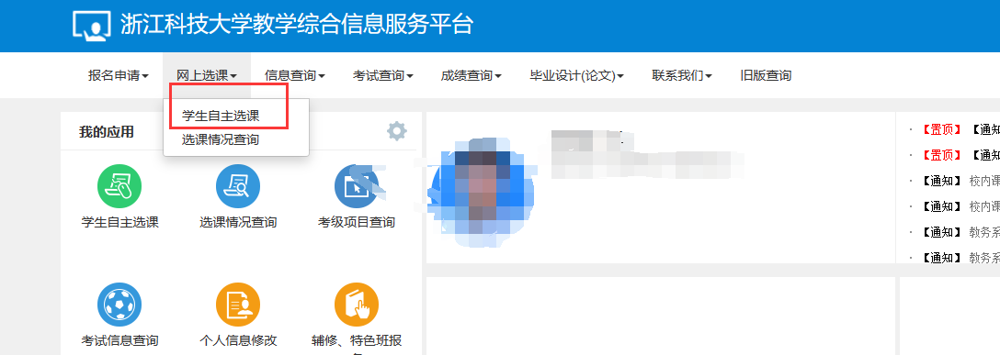 浙江科技大学教学综合信息服务平台
报名申请 网上选课 信息查询 考试查询 成绩查询 毕业设计(论文) 联系我们 旧版查询
学生自主选课
选课情况查询
我的应用
学生自主选课 选课情况查询 考级项目查询
考试信息查询 个人信息修改 辅修、特色班报
【置顶】【通知
【置顶】【通知
【通知】校内课
【通知】校内课
【通知】教务系
【通知】教务系